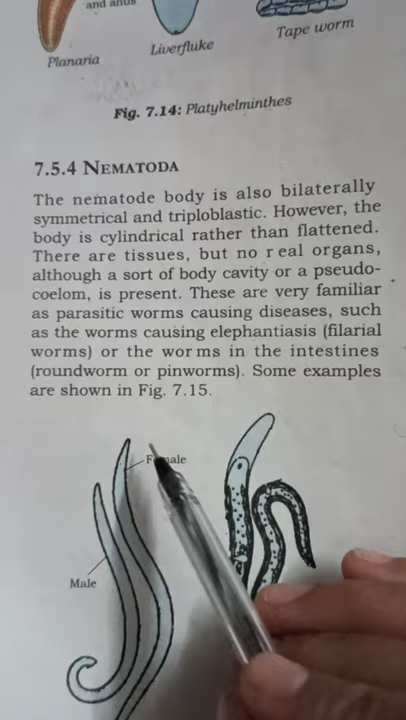 and anus
Planaria
Liverfluke
Tape worm
Fig. 7.14: Platyhelminthes
7.5.4 NEMATODA
The nematode body is also bilaterally
symmetrical and triploblastic. However, the
body is cylindrical rather than flattened.
There are tissues, but no real organs,
although a sort of body cavity or a pseudo-
coelom, is present. These are very familiar
as parasitic worms causing diseases, such
as the worms causing elephantiasis (filarial
worms) or the worms in the intestines
(roundworm or pinworms). Some examples
are shown in Fig. 7.15.
Female
Male